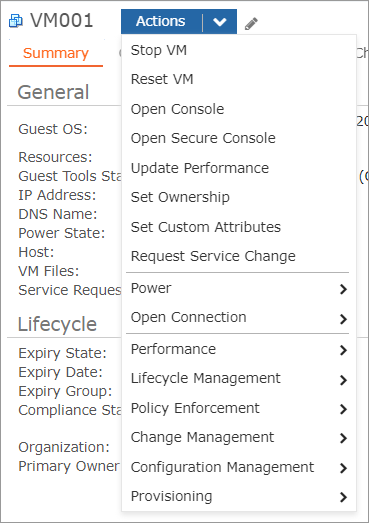 VM001
Actions
Summary
Stop VM
Reset VM
Open Console
Open Secure Console
Update Performance
Set Ownership
Set Custom Attributes
Request Service Change
Power
Open Connection
Performance
Lifecycle Management
Policy Enforcement
Change Management
Configuration Management
Provisioning
General
Guest OS:
Resources:
Guest Tools Sta
IP Address:
DNS Name:
Power State:
Host:
VM Files:
Service Reques
Lifecycle
Expiry State:
Expiry Date:
Expiry Group:
Compliance Sta
Organization:
Primary Owner